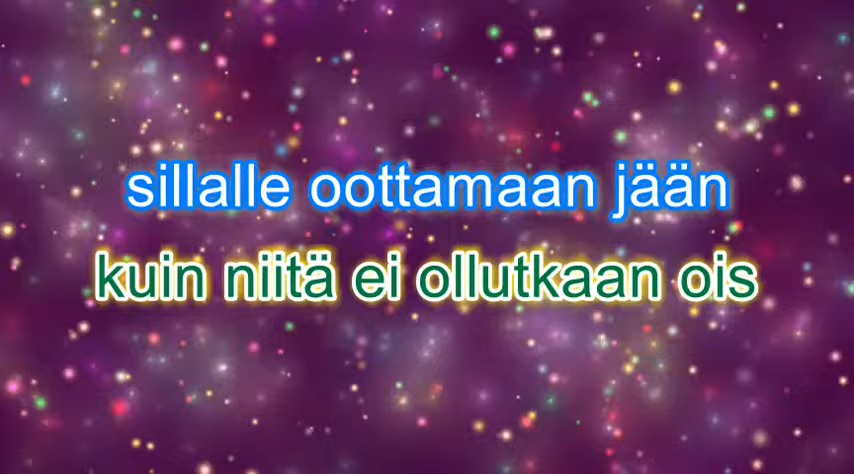 sillalle oottamaan jään
kuin niitä ei ollutkaan ois